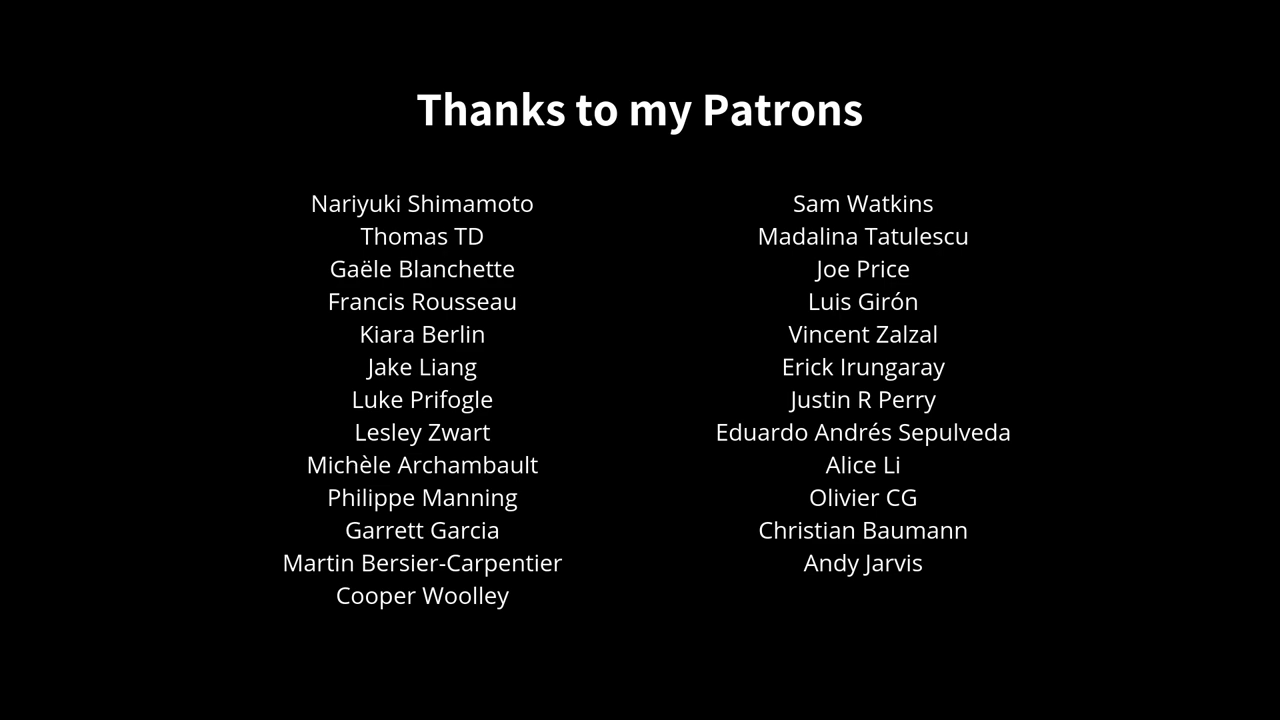 Thanks to my Patrons
Nariyuki Shimamoto
Thomas TD
Gaële Blanchette
Francis Rousseau
Kiara Berlin
Jake Liang
Luke Prifogle
Lesley Zwart
Michèle Archambault
Philippe Manning
Garrett Garcia
Martin Bersier-Carpentier
Cooper Woolley
Sam Watkins
Madalina Tatulescu
Joe Price
Luis Girón
Vincent Zalzal
Erick Irungaray
Justin R Perry
Eduardo Andrés Sepulveda
Alice Li
Olivier CG
Christian Baumann
Andy Jarvis